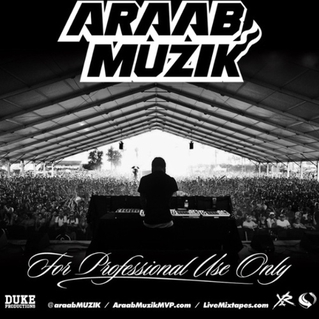 ARAAB
MUZIK
For Professional Use Only
DUKE
PRODUCTIONS
@araabMUZIK / AraabMuzikMVP.com / LiveMixtapes.com